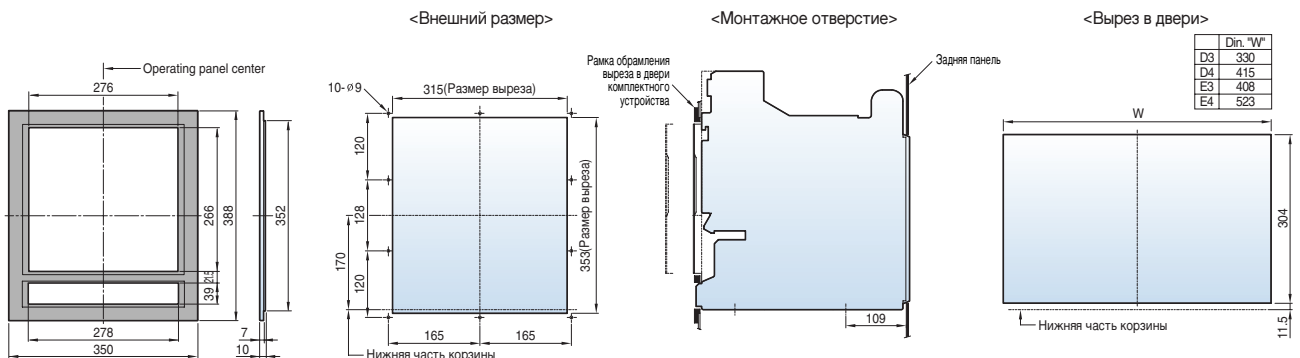 <Внешний размер>
<Монтажное отверстие>
<Вырез в двери>
Operating panel center
276
266
388
352
21.5
39
278
350
7
10
10-ø9
315(Размер выреза)
120
128
170
120
353(Размер выреза)
165
165
Нижняя часть корзины
Рамка обрамления
выреза в двери
комплектного
устройства
Задняя панель
109
Din. "W"
D3 330
D4 415
E3 408
E4 523
W
304
11.5
Нижняя часть корзины